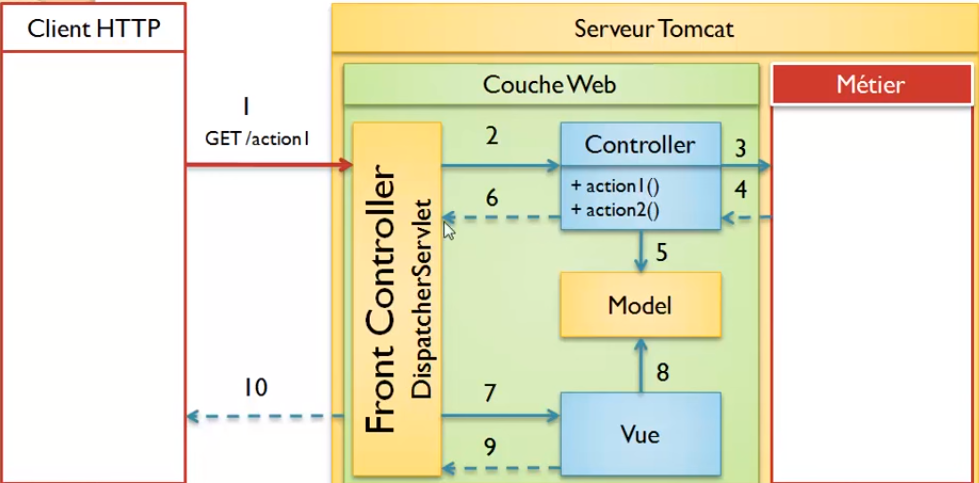 Client HTTP
Serveur Tomcat
Couche Web
Métier
1
GET /action1
2
Controller
3
+ action1()
+ action2()
4
6
Front Controller
DispatcherServlet
5
Model
8
10
7
Vue
9